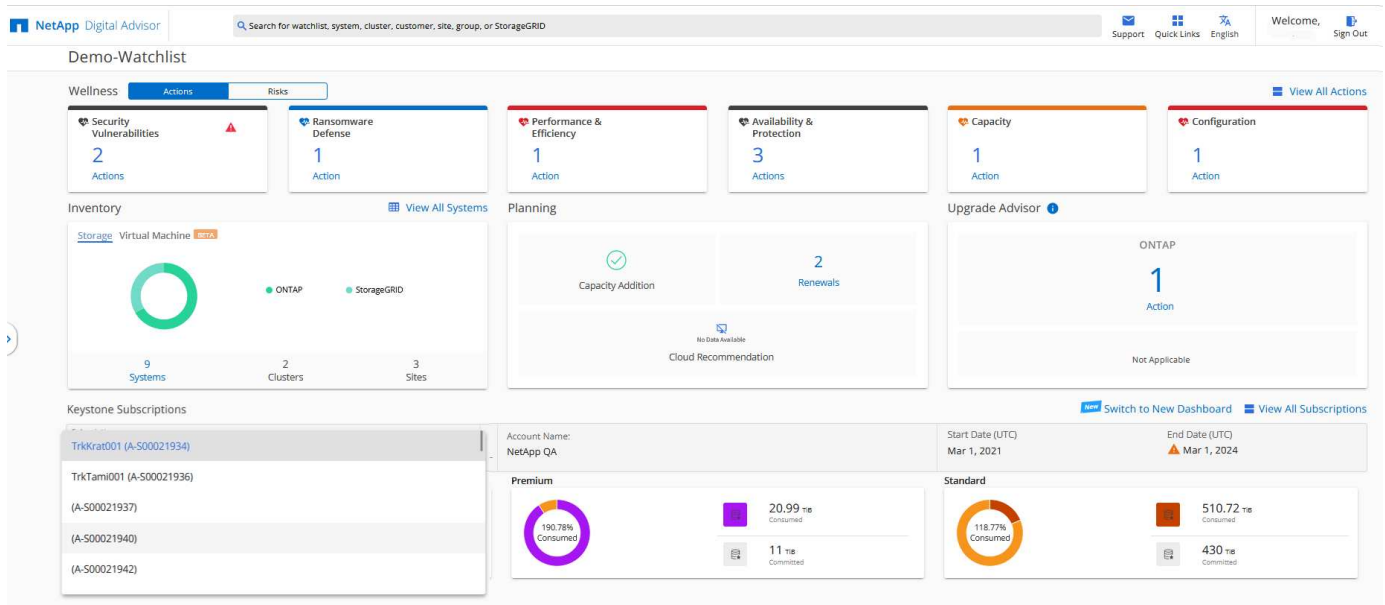 NetApp Digital Advisor
Search for watchlist, system, cluster, customer, site, group, or StorageGRID
Support
Quick Links
English
Welcome,
Sign Out
Demo-Watchlist
Wellness
Actions
Risks
View All Actions
Security
Vulnerabilities
2
Actions
Ransomware
Defense
1
Action
Performance &
Efficiency
1
Action
Availability &
Protection
3
Actions
Capacity
1
Action
Configuration
1
Action
Inventory
View All Systems
Storage Virtual Machine BETA
ONTAP
StorageGRID
9
Systems
2
Clusters
3
Sites
Planning
Capacity Addition
2
Renewals
No Data Available
Cloud Recommendation
Upgrade Advisor
ONTAP
1
Action
Not Applicable
Keystone Subscriptions
New Switch to New Dashboard
View All Subscriptions
TrkKrat001 (A-S00021934)
TrkTami001 (A-S00021936)
(A-S00021937)
(A-S00021940)
(A-S00021942)
Account Name:
NetApp QA
Start Date (UTC)
Mar 1, 2021
End Date (UTC)
Mar 1, 2024
Premium
190.78%
Consumed
20.99 TiB
Consumed
11 TiB
Committed
Standard
118.77%
Consumed
510.72 TiB
Consumed
430 TiB
Committed